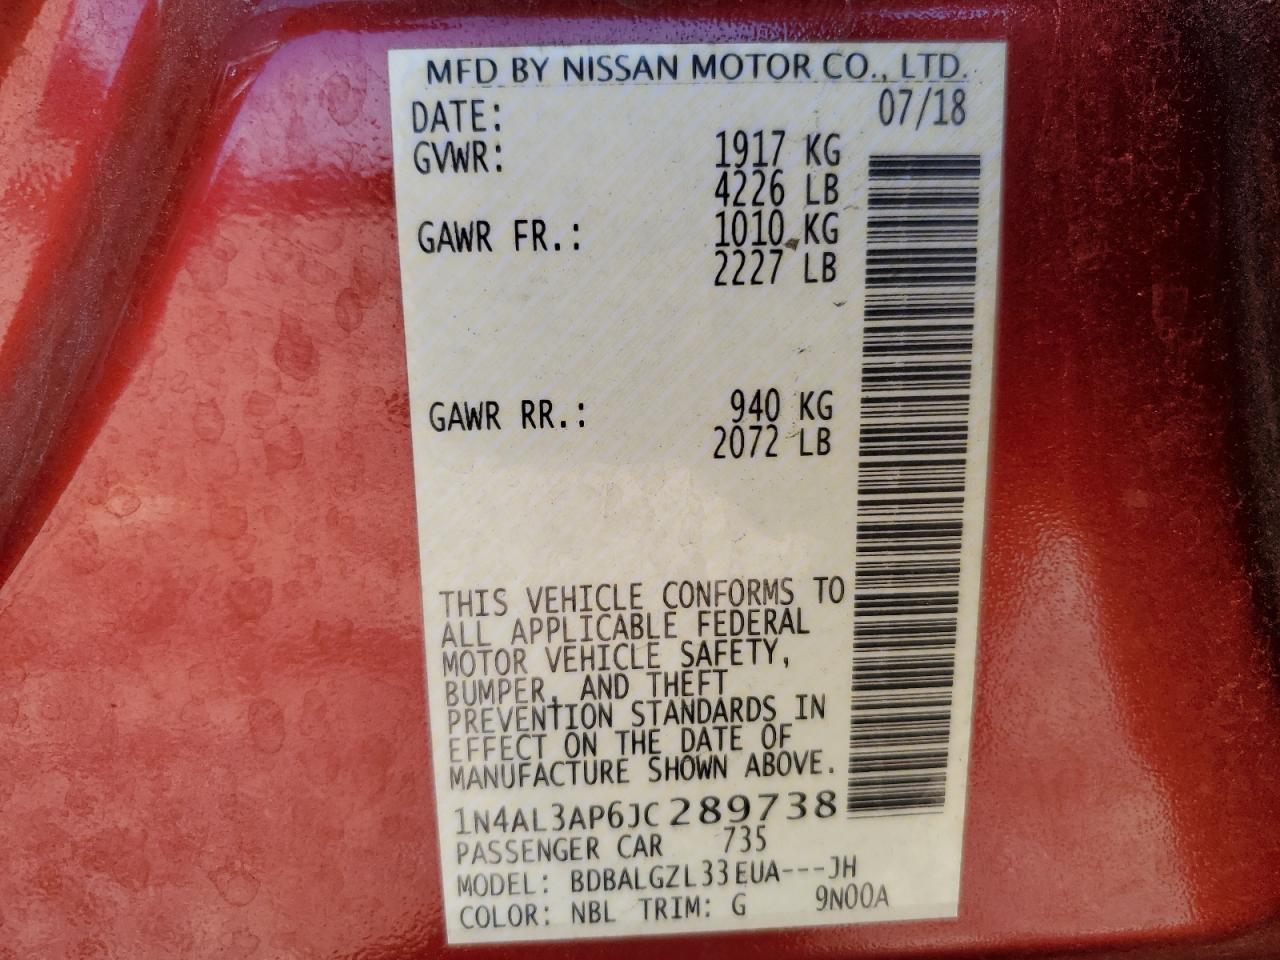 MFD BY NISSAN MOTOR CO., LTD.
DATE: 07/18
GVWR: 1917 KG
4226 LB
GAWR FR.: 1010 KG
2227 LB
GAWR RR.: 940 KG
2072 LB
THIS VEHICLE CONFORMS TO
ALL APPLICABLE FEDERAL
MOTOR VEHICLE SAFETY,
BUMPER, AND THEFT
PREVENTION STANDARDS IN
EFFECT ON THE DATE OF
MANUFACTURE SHOWN ABOVE.
1N4AL3AP6JC289738
PASSENGER CAR 735
MODEL: BDBALGZL33EUA---JH
COLOR: NBL TRIM: G 9N00A